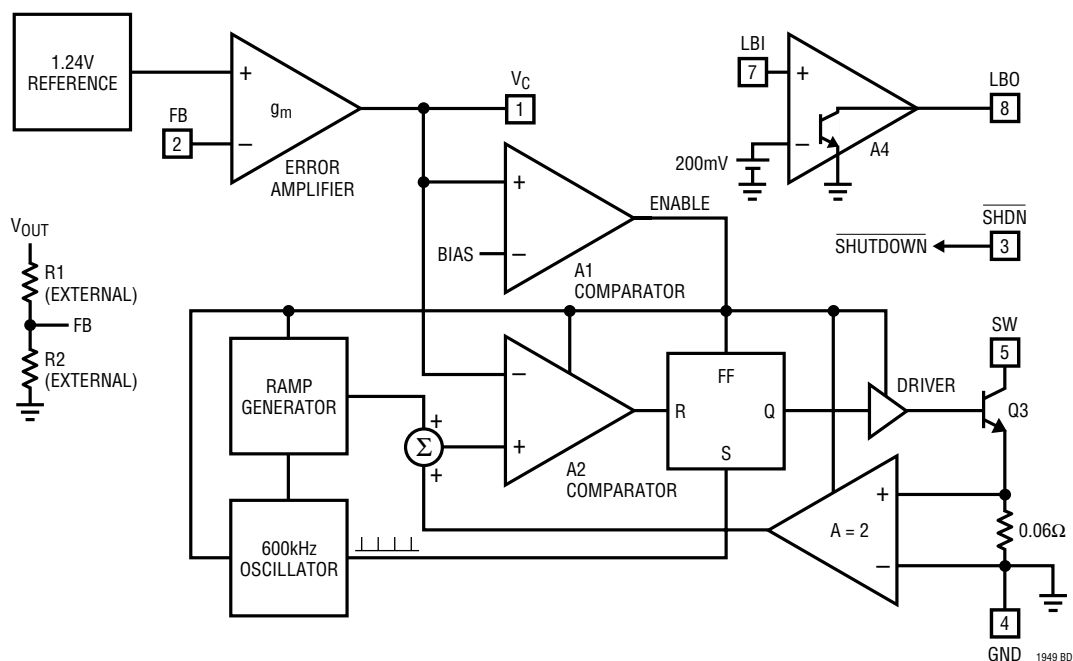 1.24V
REFERENCE
FB
2
+
gm
−
ERROR
AMPLIFIER
VC
1
LBI
7
+
−
200mV
A4
LBO
8
SHDN
3
SHUTDOWN
VOUT
R1
(EXTERNAL)
FB
R2
(EXTERNAL)
+
BIAS
−
ENABLE
A1
COMPARATOR
RAMP
GENERATOR
+
Σ
+
−
+
A2
COMPARATOR
FF
R
Q
S
DRIVER
SW
5
Q3
600kHz
OSCILLATOR
A = 2
+
−
0.06Ω
4
GND
1949 BD